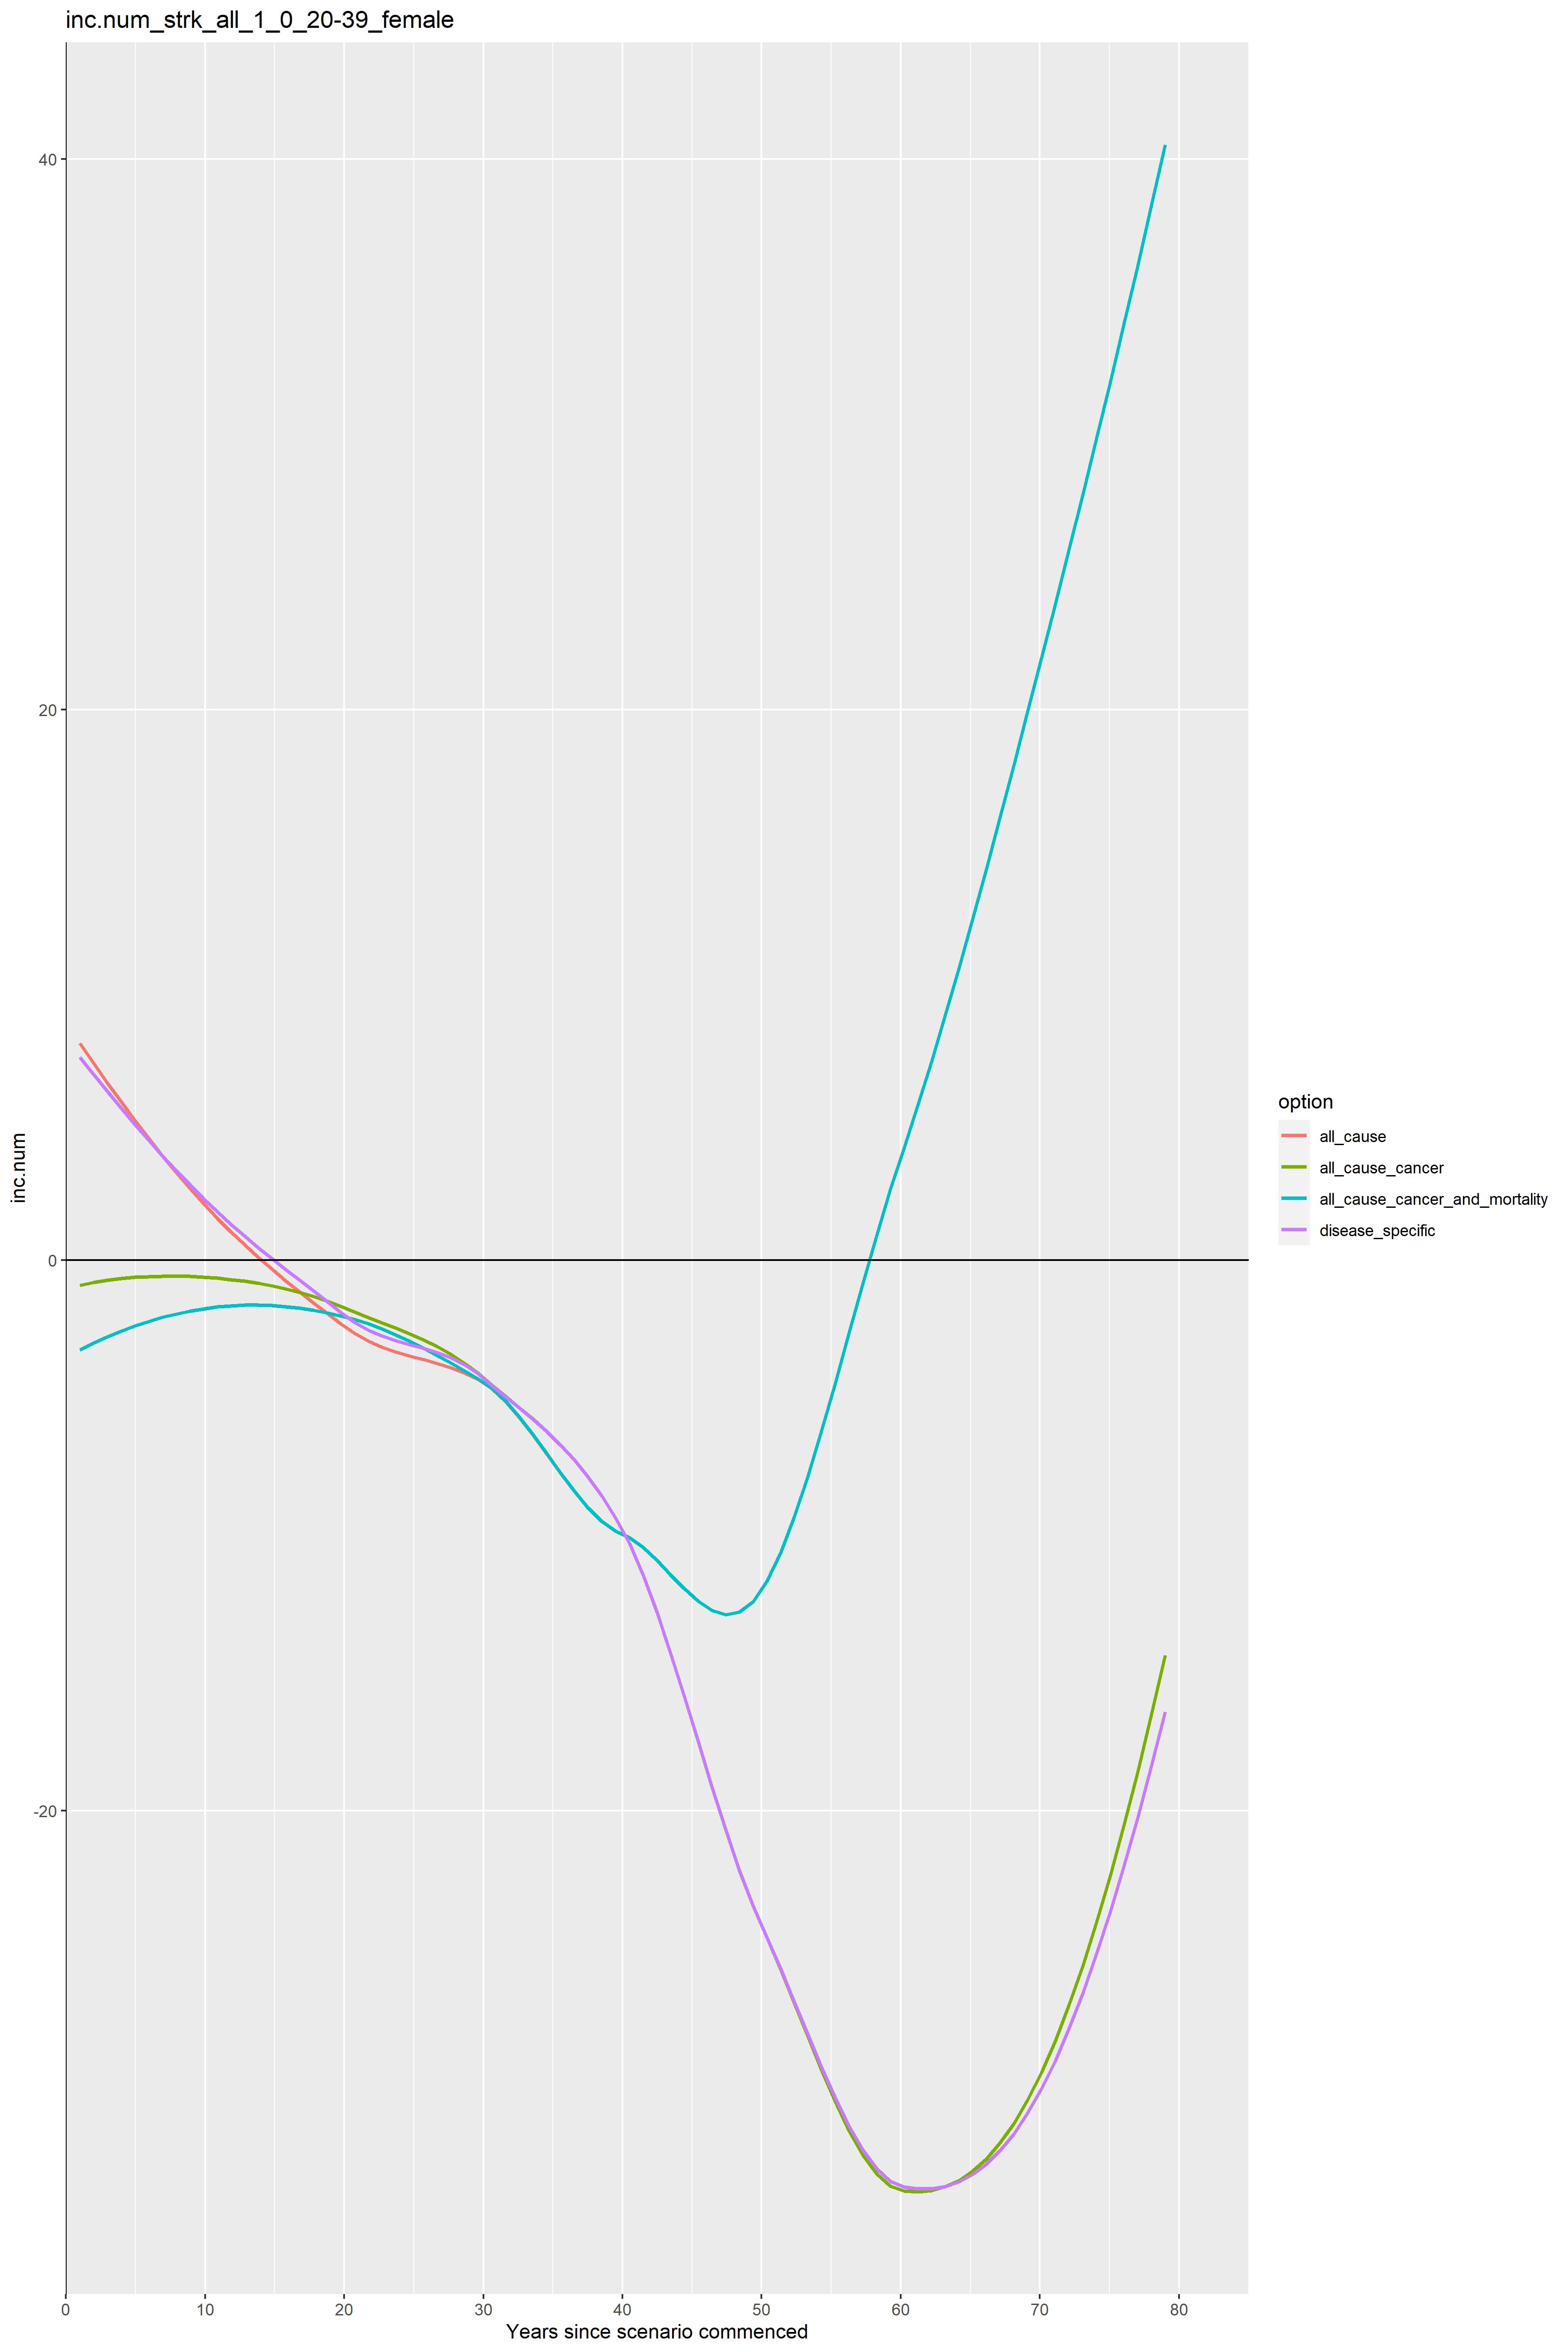 inc.num_strk_all_1_0_20-39_female
40
20
0
-20
inc.num
0 10 20 30 40 50 60 70 80
Years since scenario commenced
option
all_cause
all_cause_cancer
all_cause_cancer_and_mortality
disease_specific